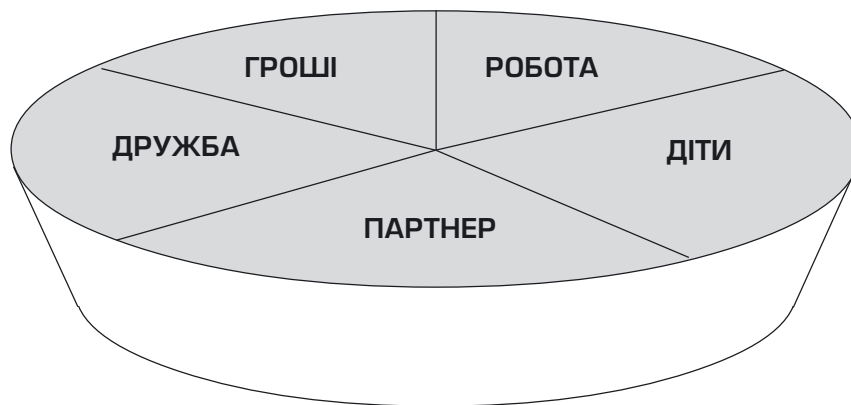 ГРОШІ
РОБОТА
ДРУЖБА
ДІТИ
ПАРТНЕР